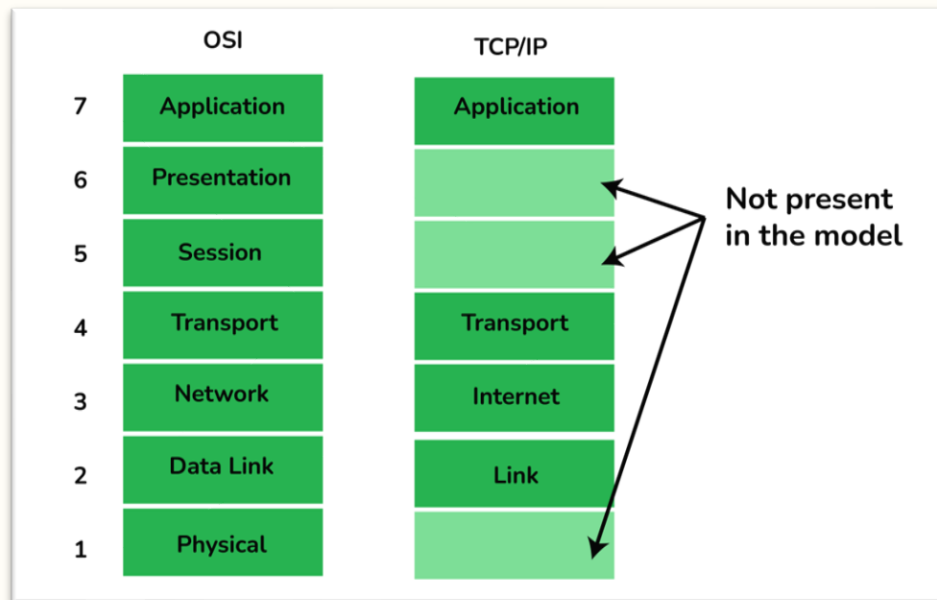 OSI
TCP/IP
7
Application
Application
6
Presentation
Not present
in the model
5
Session
4
Transport
Transport
3
Network
Internet
2
Data Link
Link
1
Physical